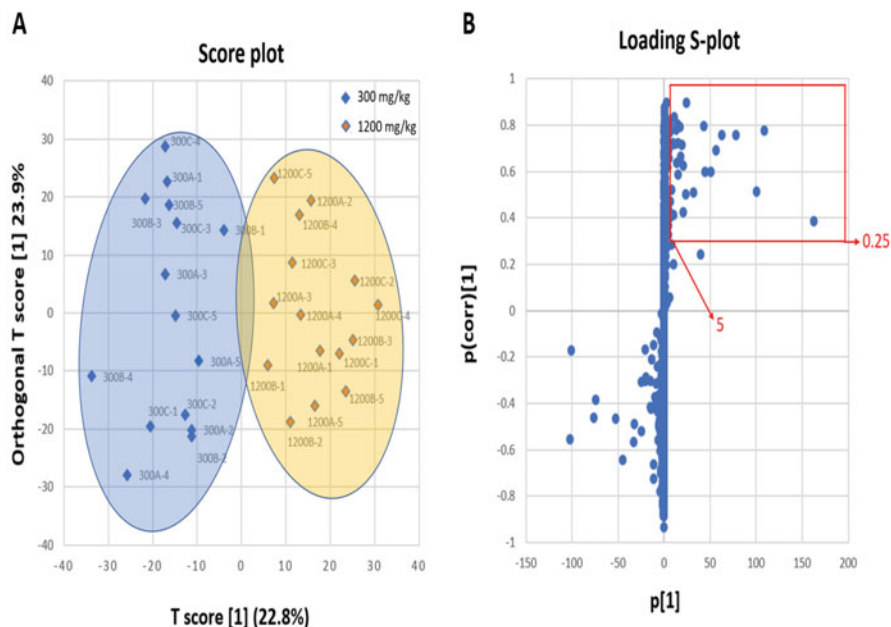 A
Score plot
300 mg/kg
1200 mg/kg
Orthogonal T score [1] 23.9%
40
30
20
10
0
-10
-20
-30
-40
300C-4
300A-1
300B-5
300B-3
300C-3
300B-1
300A-3
300C-5
300A-5
300B-4
300C-2
300C-1
300A-2
300B-2
300A-4
1200C-5
1200A-2
1200B-4
1200C-3
1200C-2
1200A-3
1200C-4
1200A-4
1200B-3
1200A-1
1200C-1
1200B-1
1200B-5
1200A-5
1200B-2
-40
-30
-20
-10
0
10
20
30
40
T score [1] (22.8%)
B
Loading S-plot
p(corr)[1]
1
0.8
0.6
0.4
0.2
0
-0.2
-0.4
-0.6
-0.8
-1
0.25
5
-150
-100
-50
0
50
100
150
200
p[1]